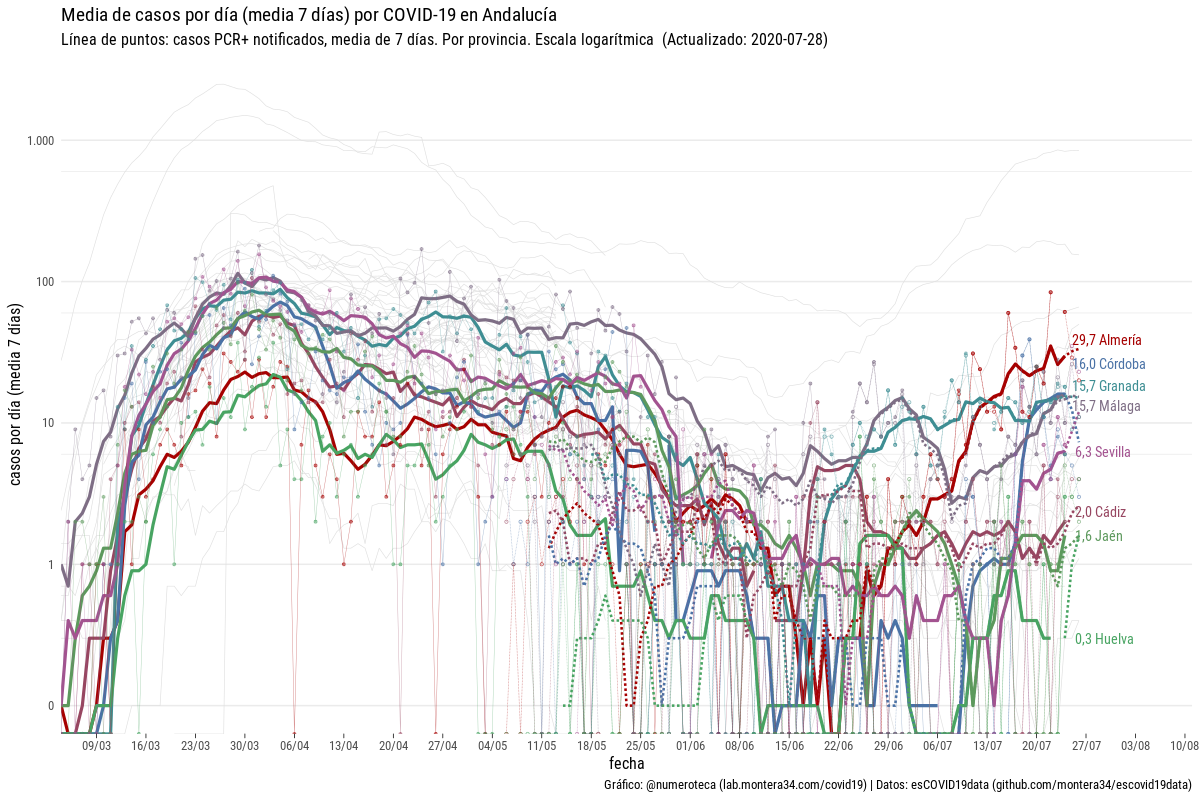 Media de casos por día (media 7 días) por COVID-19 en Andalucía
Línea de puntos: casos PCR+ notificados, media de 7 días. Por provincia. Escala logarítmica (Actualizado: 2020-07-28)
casos por día (media 7 días)
1.000
100
10
1
0
29,7 Almería
16,0 Córdoba
15,7 Granada
15,7 Málaga
6,3 Sevilla
2,0 Cádiz
1,6 Jaén
0,3 Huelva
09/03 16/03 23/03 30/03 06/04 13/04 20/04 27/04 04/05 11/05 18/05 25/05 01/06 08/06 15/06 22/06 29/06 06/07 13/07 20/07 27/07 03/08 10/08
fecha
Gráfico: @numeroteca (lab.montera34.com/covid19) | Datos: esCOVID19data (github.com/montera34/escovid19data)